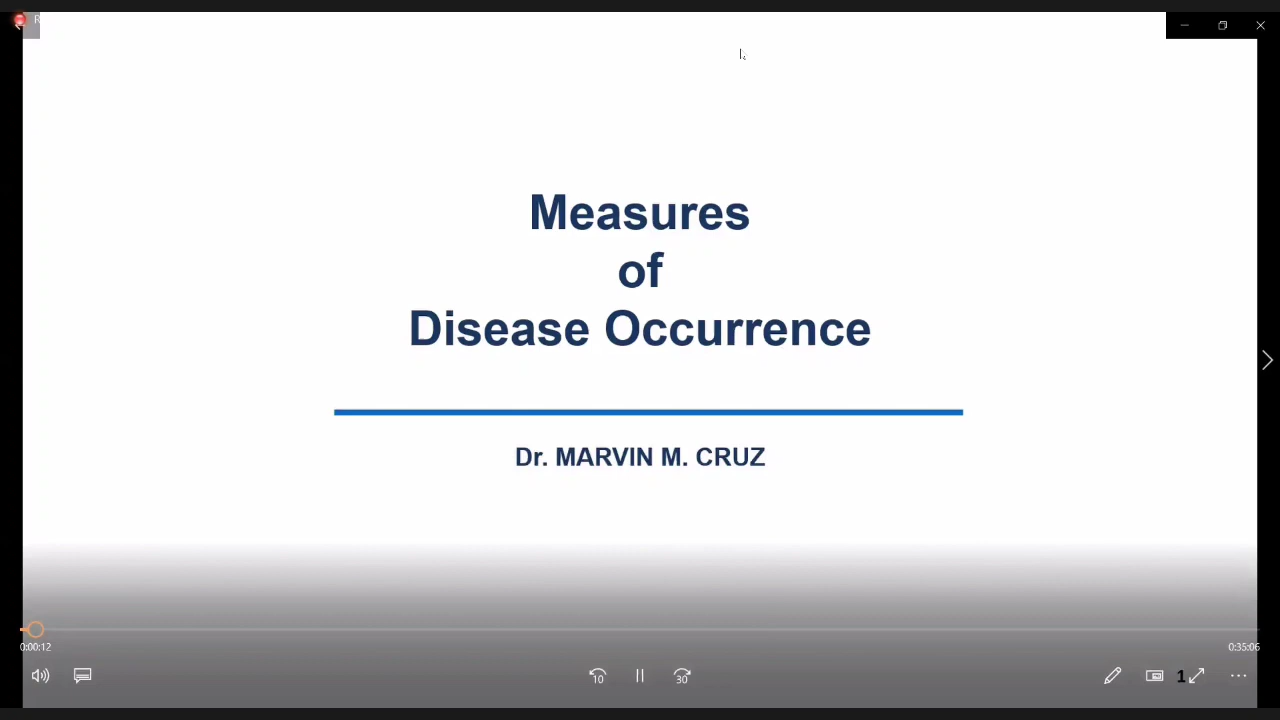 R
Measures
of
Disease Occurrence
Dr. MARVIN M. CRUZ
0:00:12
0:35:06
10
30
1